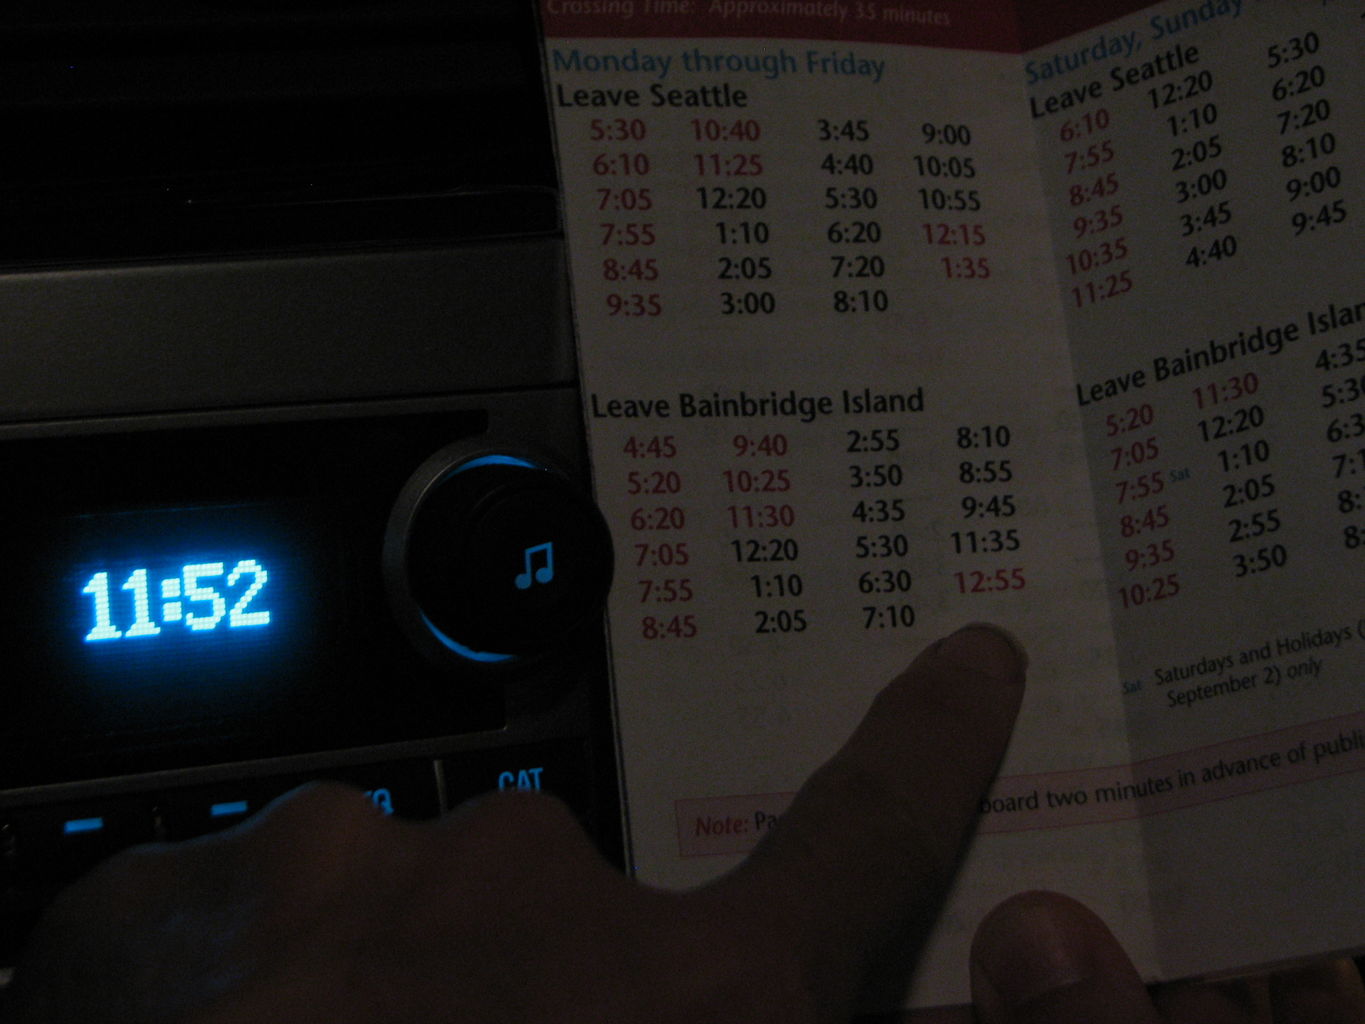 Crossing Time: Approximately 35 minutes
Monday through Friday
Leave Seattle
5:30 10:40 3:45 9:00
6:10 11:25 4:40 10:05
7:05 12:20 5:30 10:55
7:55 1:10 6:20 12:15
8:45 2:05 7:20 1:35
9:35 3:00 8:10
Leave Bainbridge Island
4:45 9:40 2:55 8:10
5:20 10:25 3:50 8:55
6:20 11:30 4:35 9:45
7:05 12:20 5:30 11:35
7:55 1:10 6:30 12:55
8:45 2:05 7:10
Note: board two minutes in advance of
Saturday, Sunday
Leave Seattle
6:10 12:20 5:30
7:55 1:10 6:20
8:45 2:05 7:20
9:35 3:00 8:10
10:35 3:45 9:00
11:25 4:40 9:45
Leave Bainbridge
5:20 11:30 4:35
7:05 12:20
7:55 Sat 1:10
8:45 2:05
9:35 2:55
10:25 3:50
Sat Saturdays and Holidays (
September 2) only
11:52
CAT